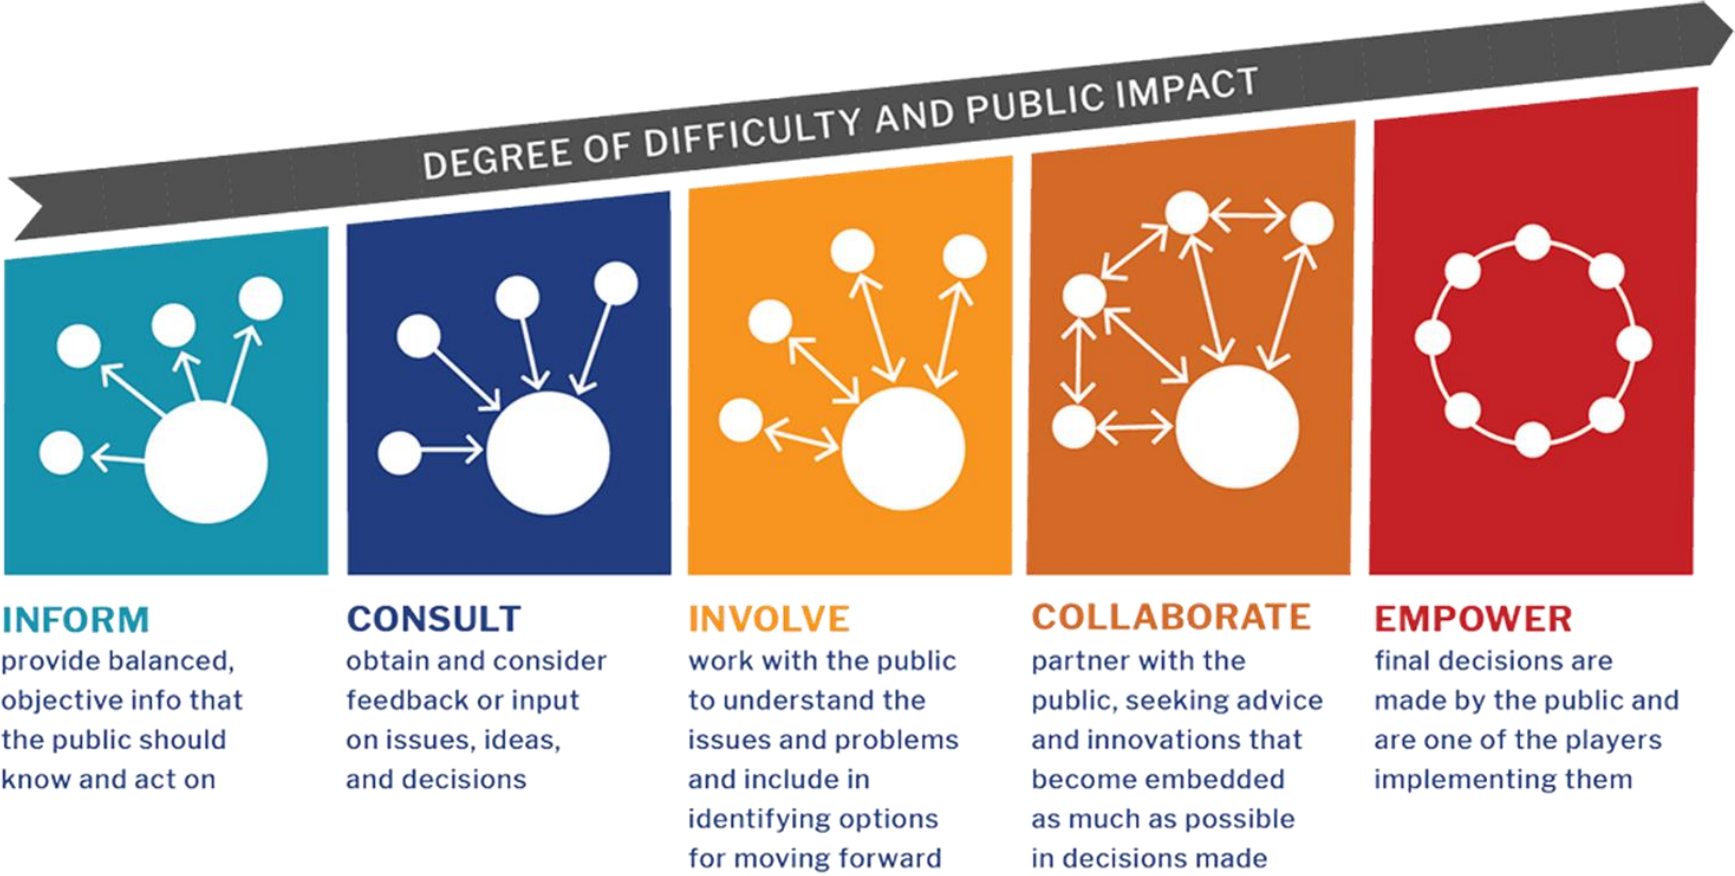 DEGREE OF DIFFICULTY AND PUBLIC IMPACT
INFORM
provide balanced,
objective info that
the public should
know and act on
CONSULT
obtain and consider
feedback or input
on issues, ideas,
and decisions
INVOLVE
work with the public
to understand the
issues and problems
and include in
identifying options
for moving forward
COLLABORATE
partner with the
public, seeking advice
and innovations that
become embedded
as much as possible
in decisions made
EMPOWER
final decisions are
made by the public and
are one of the players
implementing them